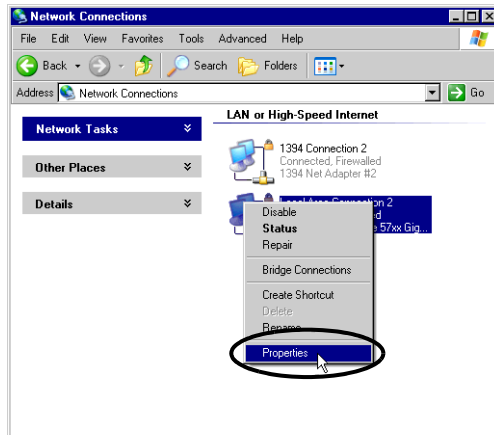 Network Connections
File Edit View Favorites Tools Advanced Help
Back Search Folders
Address Network Connections Go
Network Tasks
Other Places
Details
LAN or High-Speed Internet
1394 Connection 2
Connected, Firewalled
1394 Net Adapter #2
Local Area Connection 2
57xx Gig...
Disable
Status
Repair
Bridge Connections
Create Shortcut
Delete
Rename
Properties